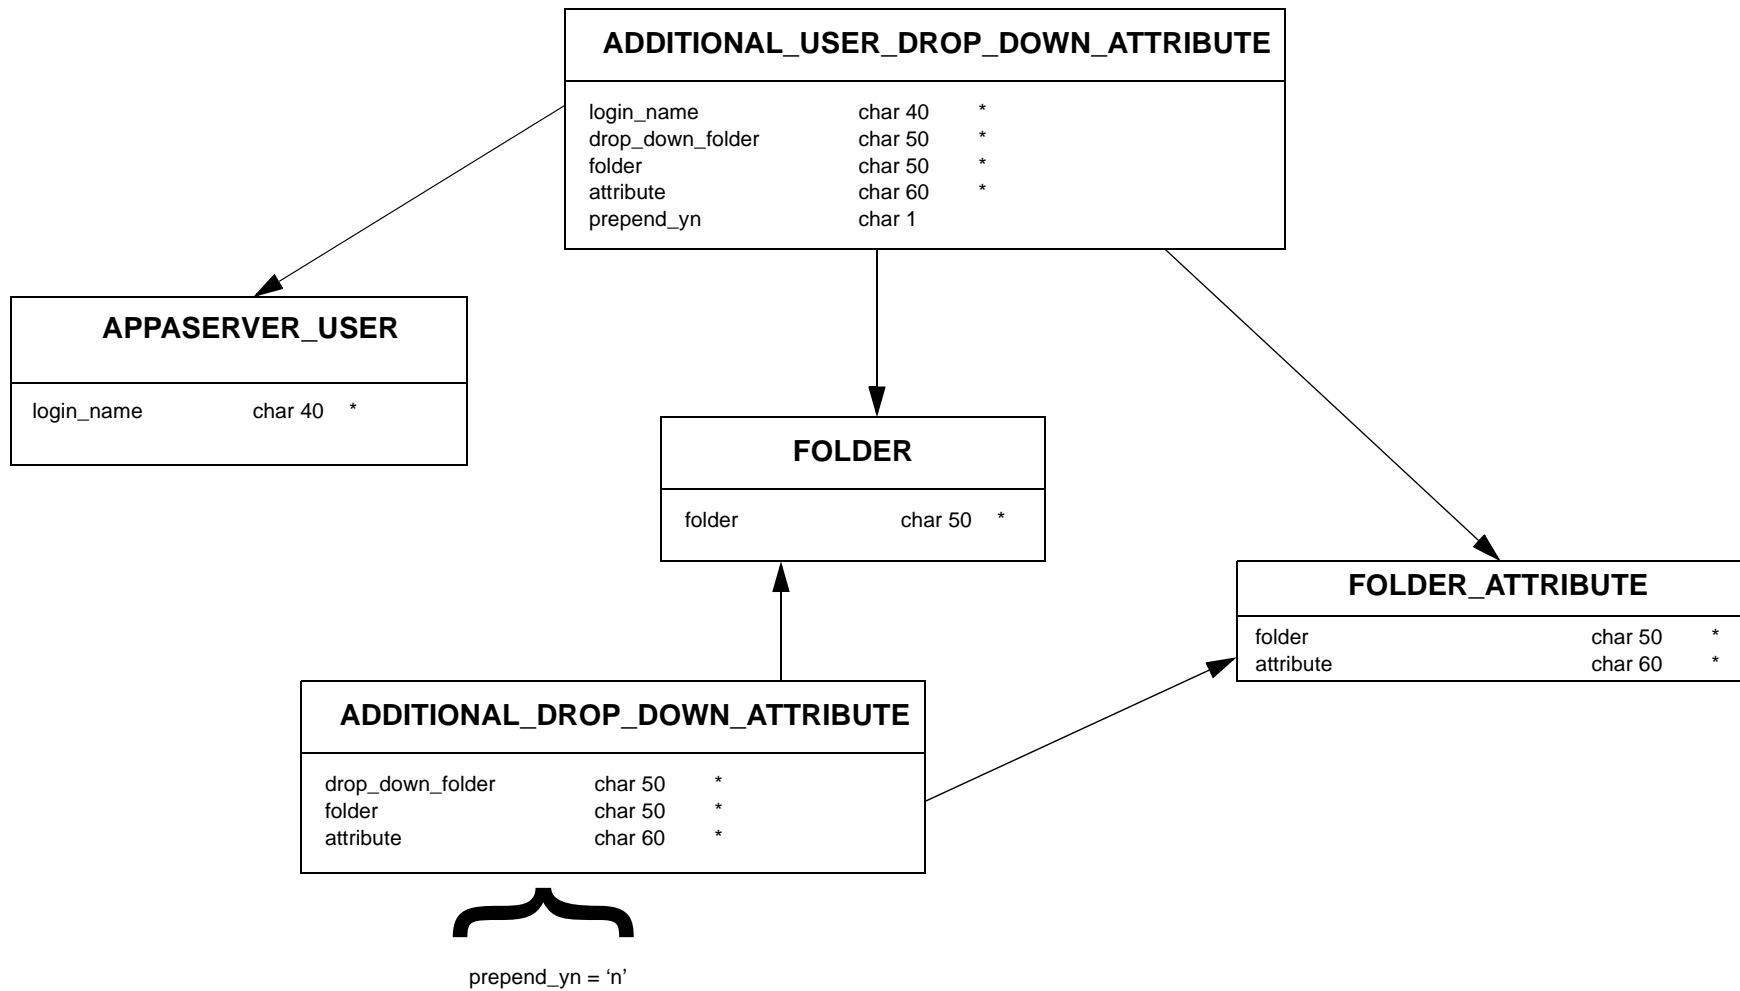 ADDITIONAL_USER_DROP_DOWN_ATTRIBUTE
login_name char 40 *
drop_down_folder char 50 *
folder char 50 *
attribute char 60 *
prepend_yn char 1
APPASERVER_USER
login_name char 40 *
FOLDER
folder char 50 *
FOLDER_ATTRIBUTE
folder char 50 *
attribute char 60 *
ADDITIONAL_DROP_DOWN_ATTRIBUTE
drop_down_folder char 50 *
folder char 50 *
attribute char 60 *
prepend_yn = ‘n’